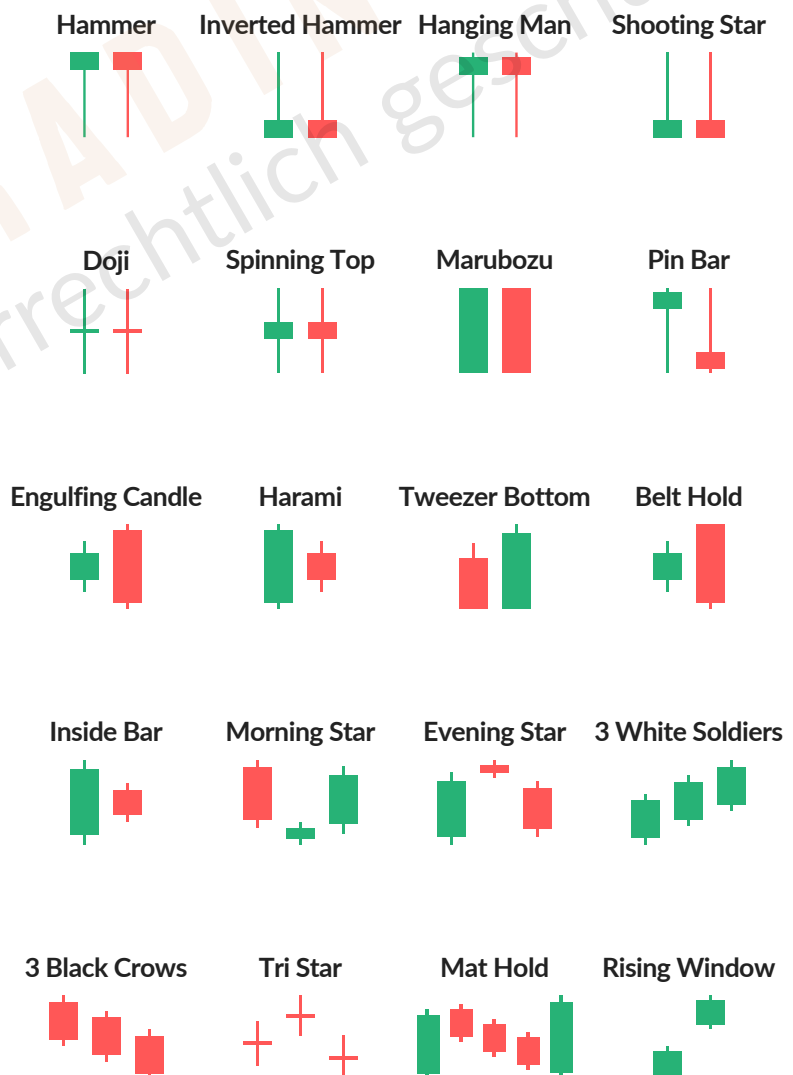 Hammer
Inverted Hammer
Hanging Man
Shooting Star
Doji
Spinning Top
Marubozu
Pin Bar
Engulfing Candle
Harami
Tweezer Bottom
Belt Hold
Inside Bar
Morning Star
Evening Star
3 White Soldiers
3 Black Crows
Tri Star
Mat Hold
Rising Window